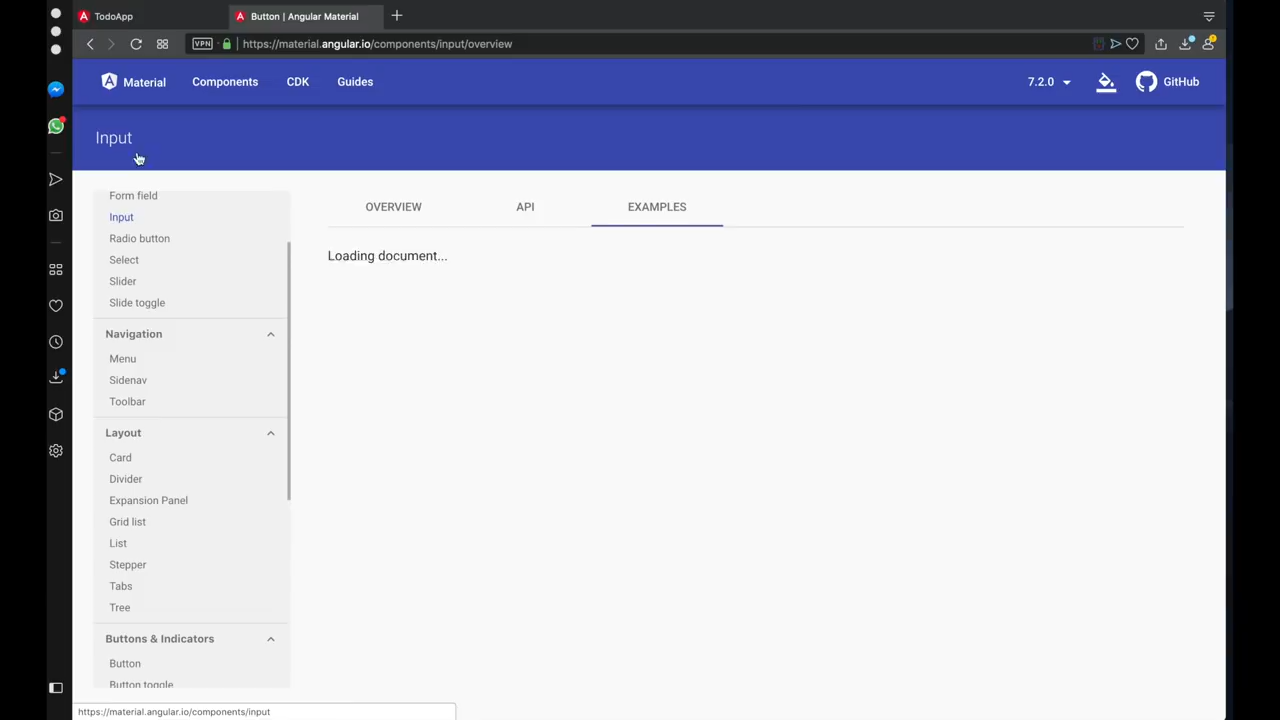 TodoApp
Button | Angular Material
VPN
https://material.angular.io/components/input/overview
Material
Components
CDK
Guides
7.2.0
GitHub
Input
Form field
Input
Radio button
Select
Slider
Slide toggle
Navigation
Menu
Sidenav
Toolbar
Layout
Card
Divider
Expansion Panel
Grid list
List
Stepper
Tabs
Tree
Buttons & Indicators
Button
Button toggle
OVERVIEW
API
EXAMPLES
Loading document...
https://material.angular.io/components/input